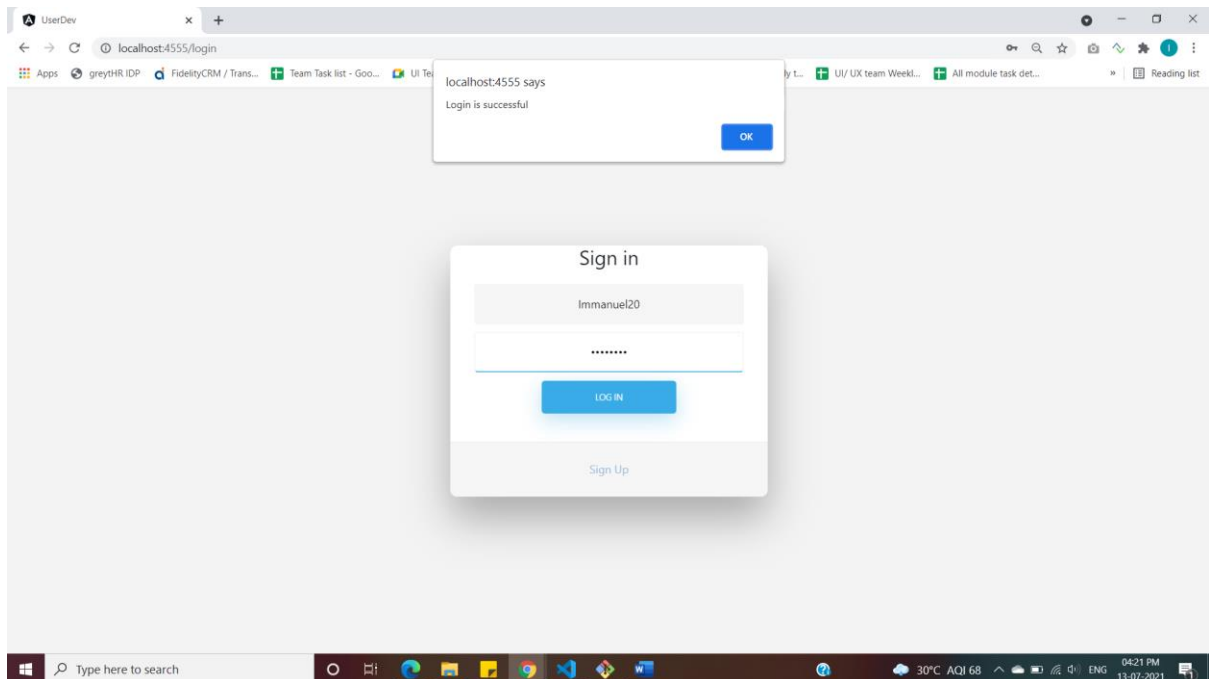 UserDev
localhost:4555/login
Apps greytHR IDP FidelityCRM / Trans... Team Task list - Goo... UI Te ly t... UI/ UX team Weekl... All module task det... » Reading list
localhost:4555 says
Login is successful
OK
Sign in
Immanuel20
••••••••
LOG IN
Sign Up
Type here to search
30°C AQI 68 ENG 04:21 PM
13-07-2021